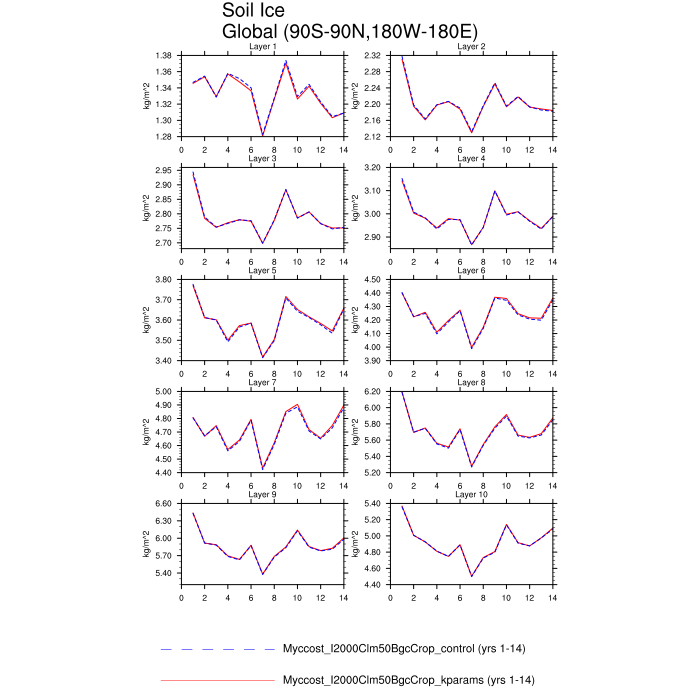 Soil Ice
Global (90S-90N,180W-180E)
Layer 1
Layer 2
kg/m^2
1.38
1.36
1.34
1.32
1.30
1.28
0 2 4 6 8 10 12 14
kg/m^2
2.32
2.28
2.24
2.20
2.16
2.12
0 2 4 6 8 10 12 14
Layer 3
Layer 4
kg/m^2
2.95
2.90
2.85
2.80
2.75
2.70
0 2 4 6 8 10 12 14
kg/m^2
3.20
3.10
3.00
2.90
0 2 4 6 8 10 12 14
Layer 5
Layer 6
kg/m^2
3.80
3.70
3.60
3.50
3.40
0 2 4 6 8 10 12 14
kg/m^2
4.50
4.40
4.30
4.20
4.10
4.00
3.90
0 2 4 6 8 10 12 14
Layer 7
Layer 8
kg/m^2
5.00
4.90
4.80
4.70
4.60
4.50
4.40
0 2 4 6 8 10 12 14
kg/m^2
6.20
6.00
5.80
5.60
5.40
5.20
0 2 4 6 8 10 12 14
Layer 9
Layer 10
kg/m^2
6.60
6.30
6.00
5.70
5.40
0 2 4 6 8 10 12 14
kg/m^2
5.40
5.20
5.00
4.80
4.60
4.40
0 2 4 6 8 10 12 14
Myccost_I2000Clm50BgcCrop_control (yrs 1-14)
Myccost_I2000Clm50BgcCrop_kparams (yrs 1-14)